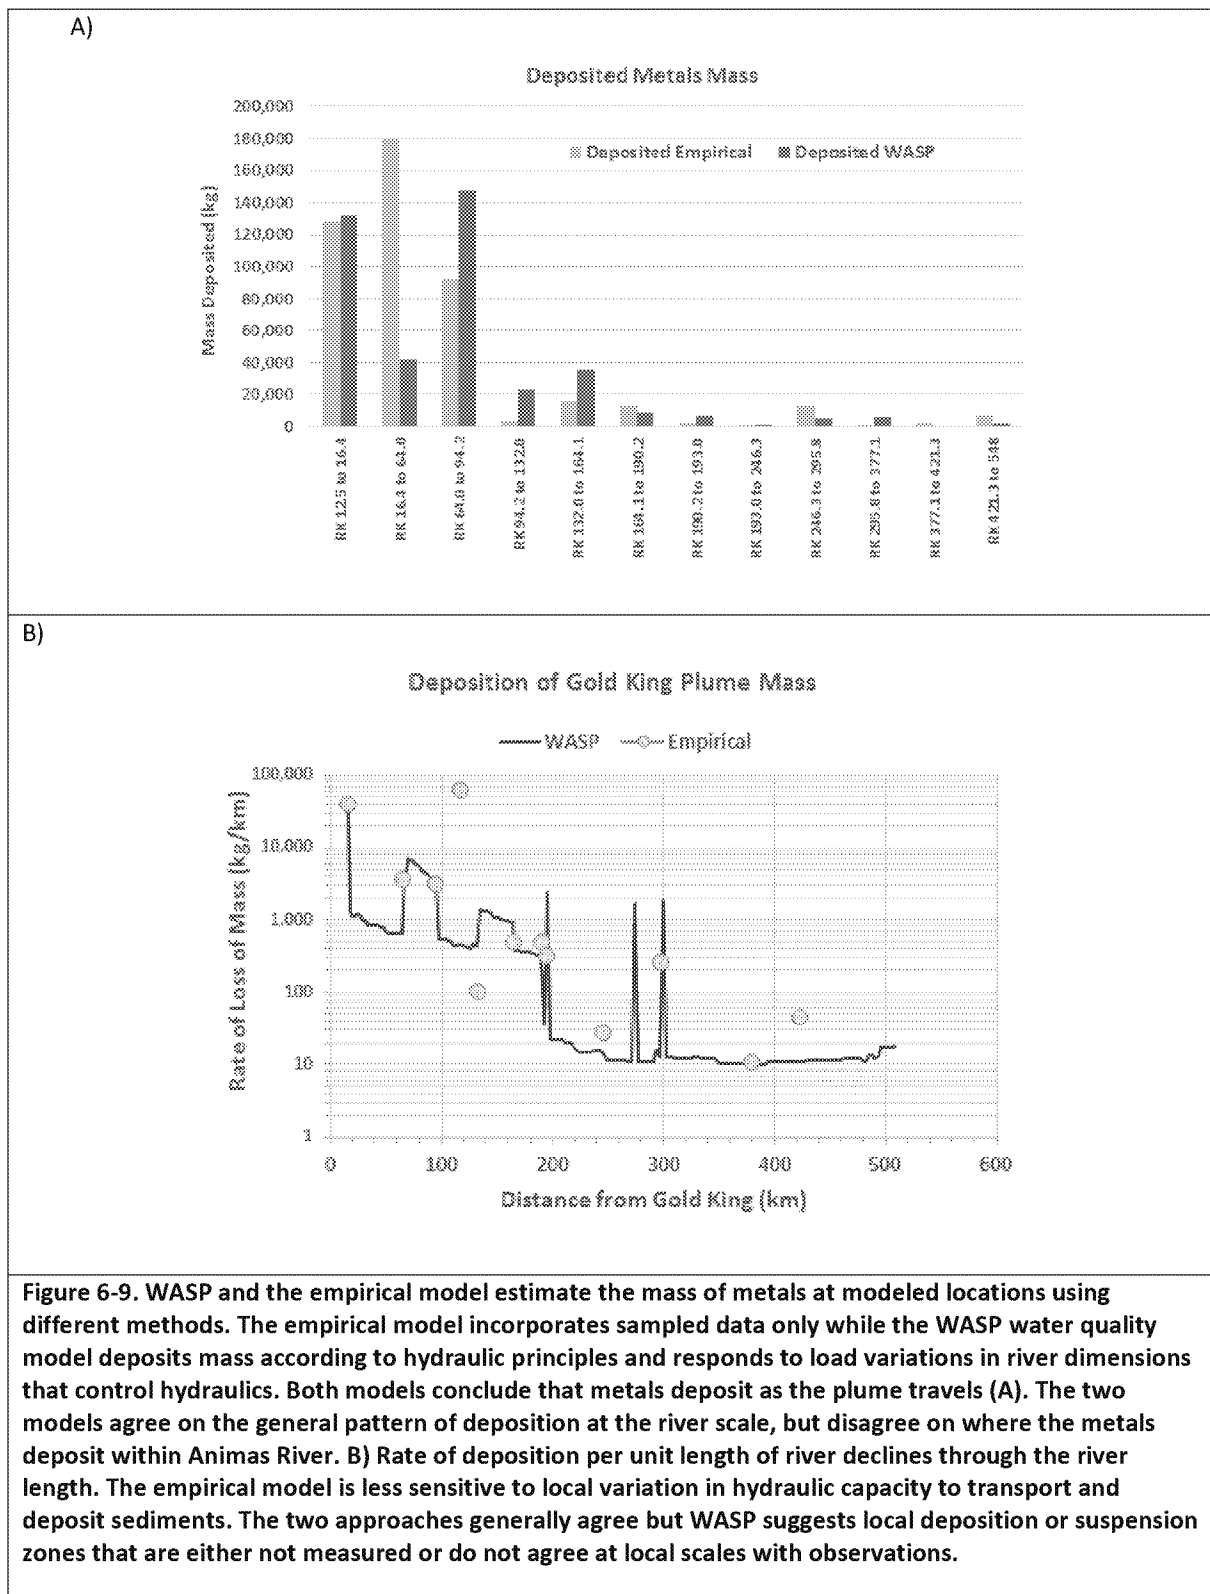 A)
Deposited Metals Mass
200,000
180,000
160,000
140,000
120,000
100,000
80,000
60,000
40,000
20,000
0
Mass Deposited (kg)
Deposited Empirical
Deposited WASP
RK 12.5 to 16.4
RK 16.4 to 64.0
RK 64.0 to 94.2
RK 94.2 to 132.0
RK 132.0 to 164.1
RK 164.1 to 190.2
RK 190.2 to 193.0
RK 193.0 to 246.3
RK 246.3 to 295.8
RK 295.8 to 377.1
RK 377.1 to 421.3
RK 421.3 to 548
B)
Deposition of Gold King Plume Mass
WASP
Empirical
100,000
10,000
1,000
100
10
1
Rate of Loss of Mass (kg/km)
0 100 200 300 400 500 600
Distance from Gold King (km)
Figure 6-9. WASP and the empirical model estimate the mass of metals at modeled locations using
different methods. The empirical model incorporates sampled data only while the WASP water quality
model deposits mass according to hydraulic principles and responds to load variations in river dimensions
that control hydraulics. Both models conclude that metals deposit as the plume travels (A). The two
models agree on the general pattern of deposition at the river scale, but disagree on where the metals
deposit within Animas River. B) Rate of deposition per unit length of river declines through the river
length. The empirical model is less sensitive to local variation in hydraulic capacity to transport and
deposit sediments. The two approaches generally agree but WASP suggests local deposition or suspension
zones that are either not measured or do not agree at local scales with observations.